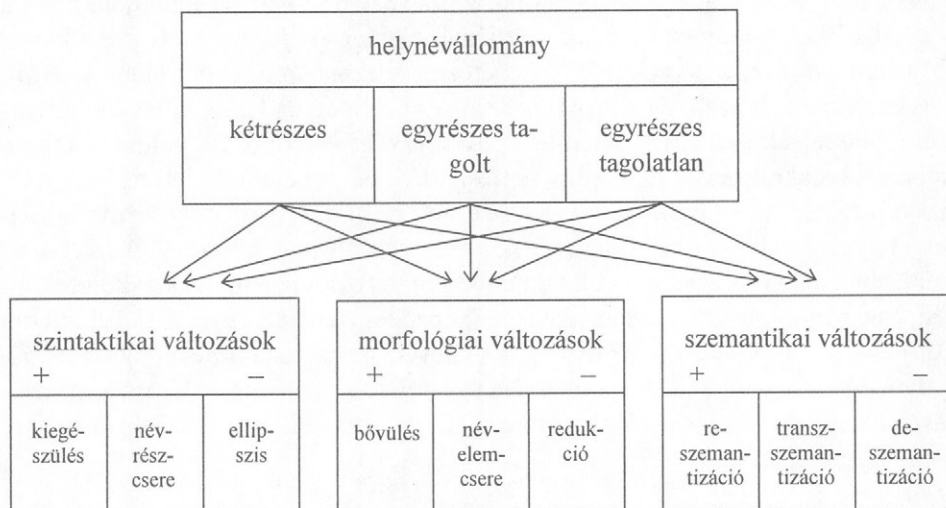 helynévállomány
kétrészes
egyrészes ta-
golt
egyrészes
tagolatlan
szintaktikai változások
+ –
kiegé-
szülés
név-
rész-
csere
ellip-
szis
morfológiai változások
+ –
bővülés
név-
elem-
csere
reduk-
ció
szemantikai változások
+ –
re-
szeman-
tizáció
transz-
szeman-
tizáció
de-
szeman-
tizáció